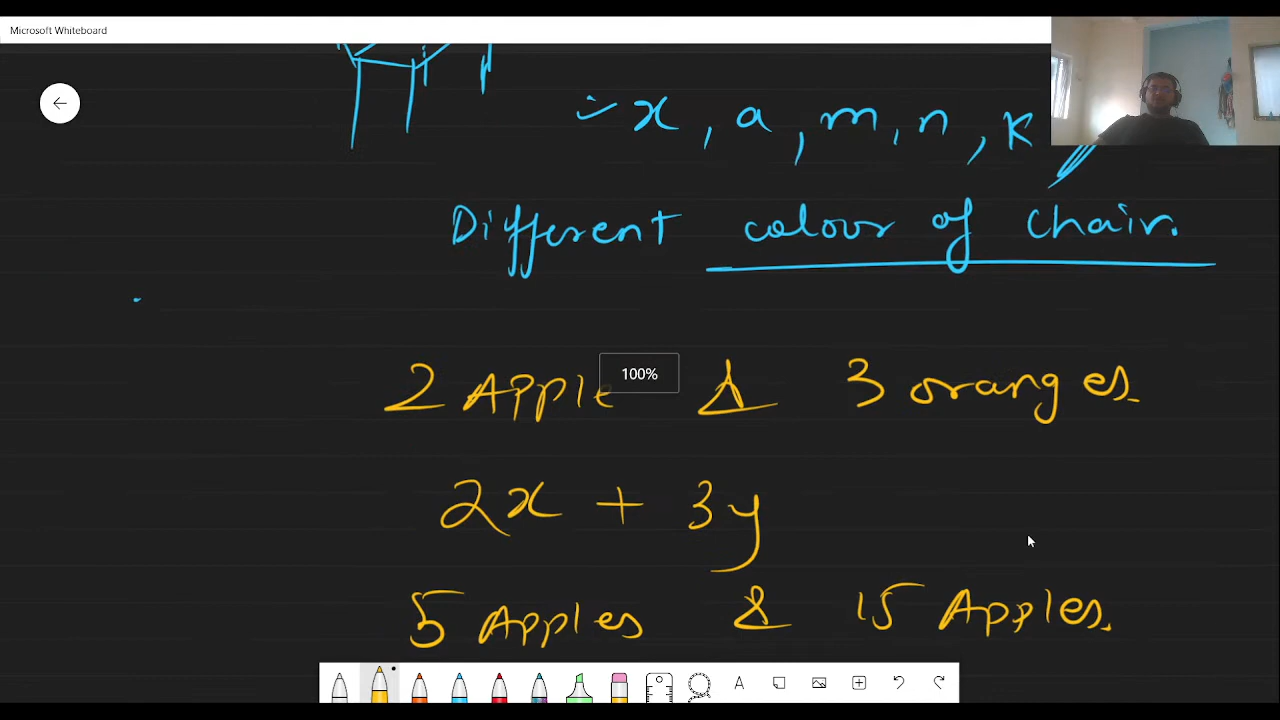 Microsoft Whiteboard
x, a, m, n, K
Different colour of Chair.
2 Apple & 3 oranges.
100%
2x + 3y
5 Apples & 15 Apples.
A